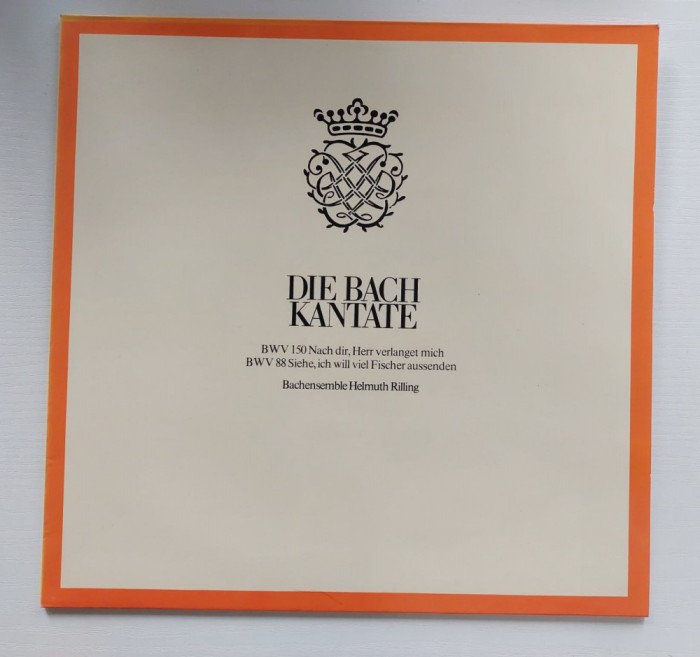 DIE BACH
KANTATE
BWV 150 Nach dir, Herr verlanget mich
BWV 88 Siehe, ich will viel Fischer aussenden
Bachensemble Helmuth Rilling